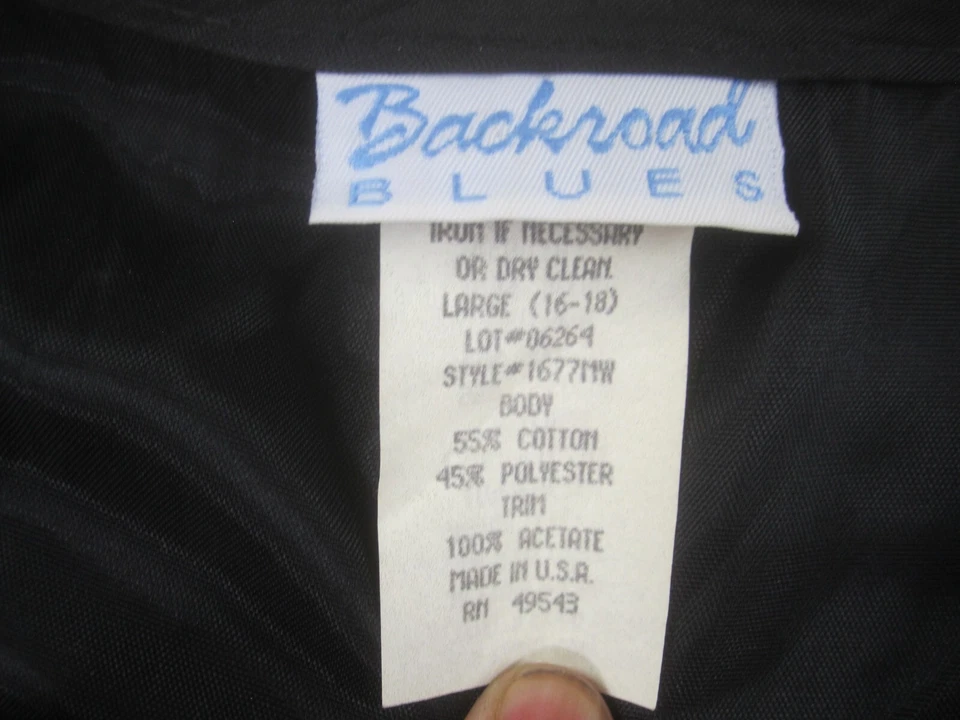 Backroad
BLUES
IRON IF NECESSARY
OR DRY CLEAN.
LARGE (16-18)
LOT#06264
STYLE#1677MW
BODY
55% COTTON
45% POLYESTER
TRIM
100% ACETATE
MADE IN U.S.A.
RN 49543